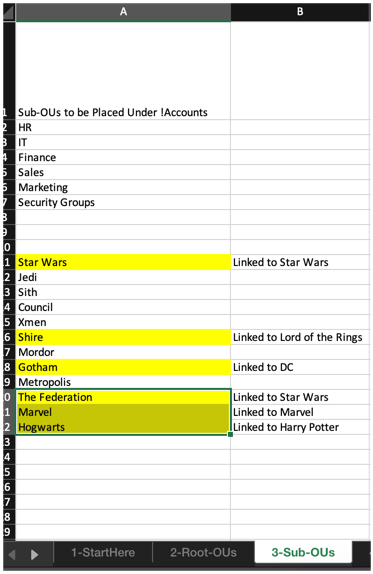 A B
1 Sub-OUs to be Placed Under !Accounts
2 HR
3 IT
4 Finance
5 Sales
6 Marketing
7 Security Groups
8
9
0
1 Star Wars Linked to Star Wars
2 Jedi
3 Sith
4 Council
5 Xmen
6 Shire Linked to Lord of the Rings
7 Mordor
8 Gotham Linked to DC
9 Metropolis
0 The Federation Linked to Star Wars
1 Marvel Linked to Marvel
2 Hogwarts Linked to Harry Potter
3
4
5
6
7
8
9
1-StartHere 2-Root-OUs 3-Sub-OUs